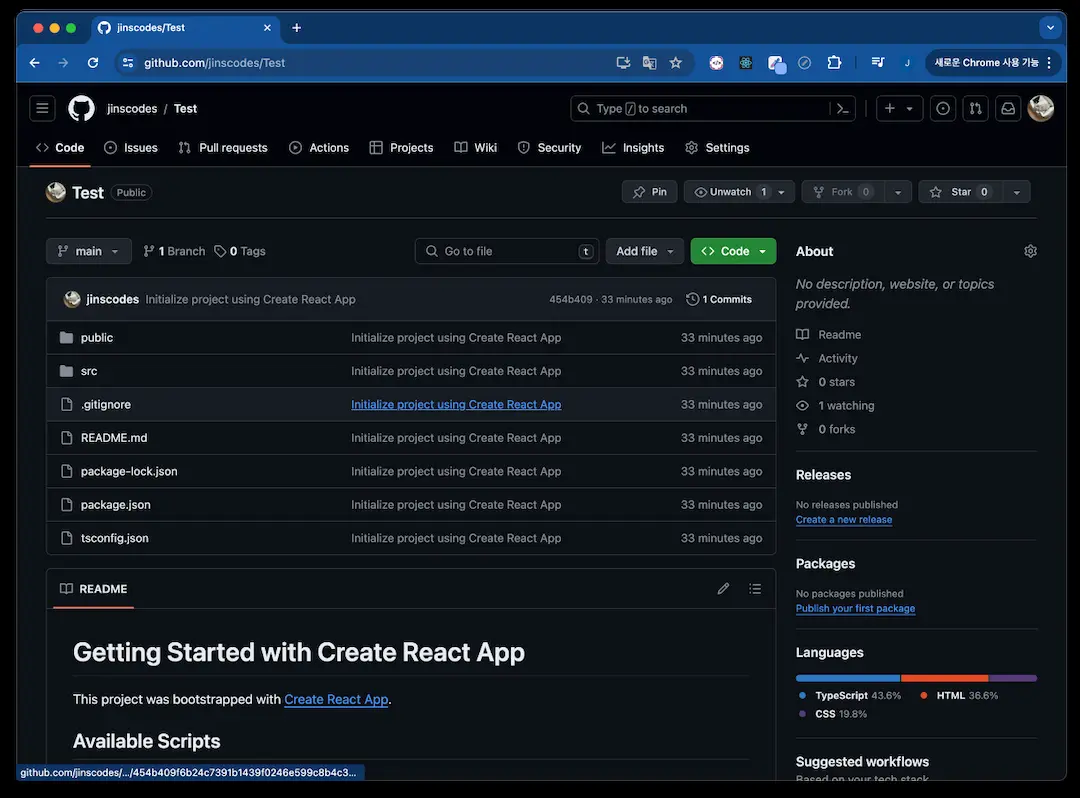 jinscodes/Test
github.com/jinscodes/Test
새로운 Chrome 사용 가능
jinscodes / Test
Type / to search
Code Issues Pull requests Actions Projects Wiki Security Insights Settings
Test Public
Pin Unwatch 1 Fork 0 Star 0
main 1 Branch 0 Tags Go to file t Add file Code
jinscodes Initialize project using Create React App 454b409 · 33 minutes ago 1 Commits
public Initialize project using Create React App 33 minutes ago
src Initialize project using Create React App 33 minutes ago
.gitignore Initialize project using Create React App 33 minutes ago
README.md Initialize project using Create React App 33 minutes ago
package-lock.json Initialize project using Create React App 33 minutes ago
package.json Initialize project using Create React App 33 minutes ago
tsconfig.json Initialize project using Create React App 33 minutes ago
README
Getting Started with Create React App
This project was bootstrapped with Create React App.
Available Scripts
About
No description, website, or topics
provided.
Readme
Activity
0 stars
1 watching
0 forks
Releases
No releases published
Create a new release
Packages
No packages published
Publish your first package
Languages
TypeScript 43.6% HTML 36.6%
CSS 19.8%
Suggested workflows
Based on your tech stack
github.com/jinscodes/.../454b409f6b24c7391b1439f0246e599c8b4c3...